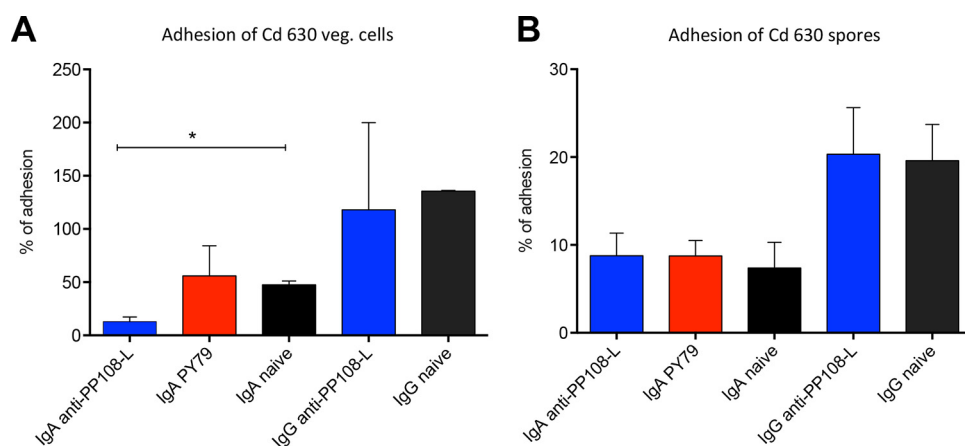 A
Adhesion of Cd 630 veg. cells
% of adhesion
250
200
150
100
50
0
*
IgA anti-PP108-L
IgA PY79
IgA naive
IgG anti-PP108-L
IgG naive
B
Adhesion of Cd 630 spores
% of adhesion
30
20
10
0
IgA anti-PP108-L
IgA PY79
IgA naive
IgG anti-PP108-L
IgG naive